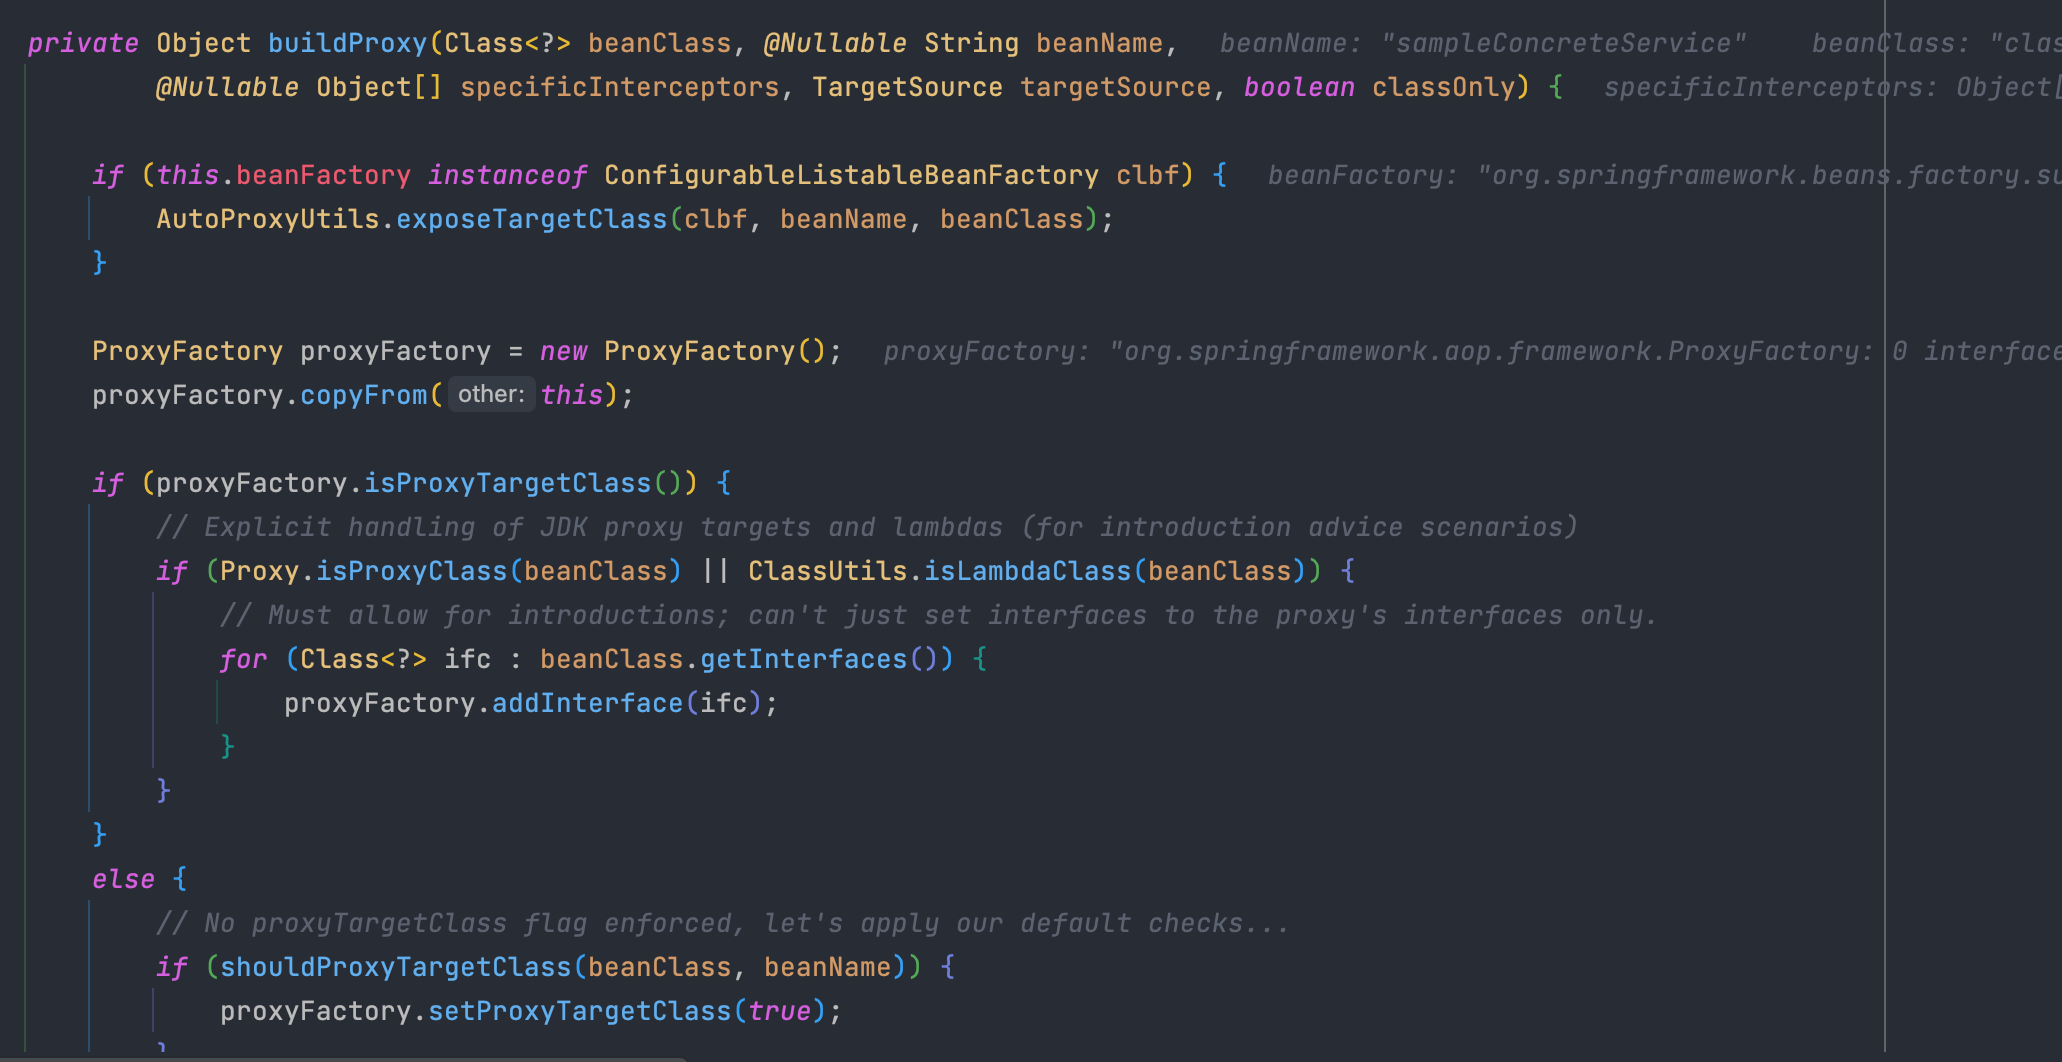 private Object buildProxy(Class<?> beanClass, @Nullable String beanName,   beanName: "sampleConcreteService"    beanClass: "clas
        @Nullable Object[] specificInterceptors, TargetSource targetSource, boolean classOnly) {   specificInterceptors: Object[
    if (this.beanFactory instanceof ConfigurableListableBeanFactory clbf) {   beanFactory: "org.springframework.beans.factory.su
        AutoProxyUtils.exposeTargetClass(clbf, beanName, beanClass);
    }
    ProxyFactory proxyFactory = new ProxyFactory();   proxyFactory: "org.springframework.aop.framework.ProxyFactory: 0 interface
    proxyFactory.copyFrom( other: this);
    if (proxyFactory.isProxyTargetClass()) {
        // Explicit handling of JDK proxy targets and lambdas (for introduction advice scenarios)
        if (Proxy.isProxyClass(beanClass) || ClassUtils.isLambdaClass(beanClass)) {
            // Must allow for introductions; can't just set interfaces to the proxy's interfaces only.
            for (Class<?> ifc : beanClass.getInterfaces()) {
                proxyFactory.addInterface(ifc);
            }
        }
    }
    else {
        // No proxyTargetClass flag enforced, let's apply our default checks...
        if (shouldProxyTargetClass(beanClass, beanName)) {
            proxyFactory.setProxyTargetClass(true);
        }